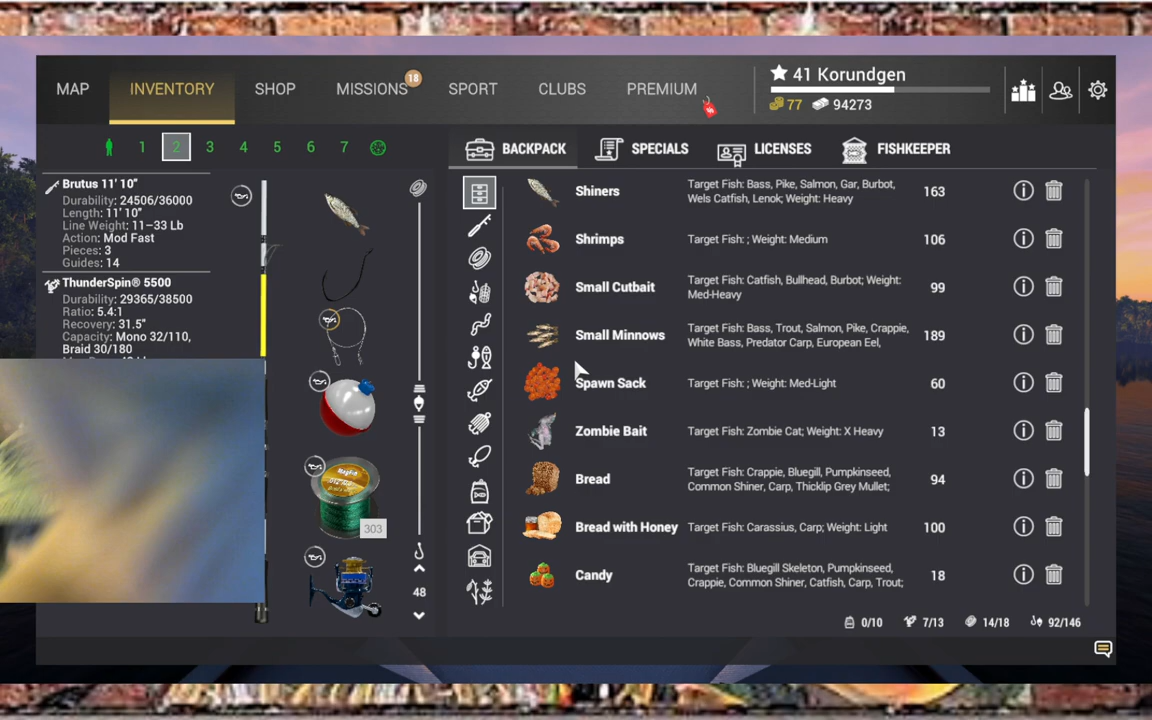 MAP
INVENTORY
SHOP
MISSIONS
18
SPORT
CLUBS
PREMIUM
41 Korundgen
77
94273
1
2
3
4
5
6
7
BACKPACK
SPECIALS
LICENSES
FISHKEEPER
Brutus 11' 10"
Durability: 24506/36000
Length: 11' 10"
Line Weight: 11–33 Lb
Action: Mod Fast
Pieces: 3
Guides: 14
ThunderSpin® 5500
Durability: 29365/38500
Ratio: 5.4:1
Recovery: 31.5"
Capacity: Mono 32/110,
Braid 30/180
303
48
Shiners
Target Fish: Bass, Pike, Salmon, Gar, Burbot,
Wels Catfish, Lenok; Weight: Heavy
163
Shrimps
Target Fish: ; Weight: Medium
106
Small Cutbait
Target Fish: Catfish, Bullhead, Burbot; Weight:
Med-Heavy
99
Small Minnows
Target Fish: Bass, Trout, Salmon, Pike, Crappie,
White Bass, Predator Carp, European Eel,
189
Spawn Sack
Target Fish: ; Weight: Med-Light
60
Zombie Bait
Target Fish: Zombie Cat; Weight: X Heavy
13
Bread
Target Fish: Crappie, Bluegill, Pumpkinseed,
Common Shiner, Carp, Thicklip Grey Mullet;
94
Bread with Honey
Target Fish: Carassius, Carp; Weight: Light
100
Candy
Target Fish: Bluegill Skeleton, Pumpkinseed,
Crappie, Common Shiner, Catfish, Carp, Trout;
18
0/10
7/13
14/18
92/146